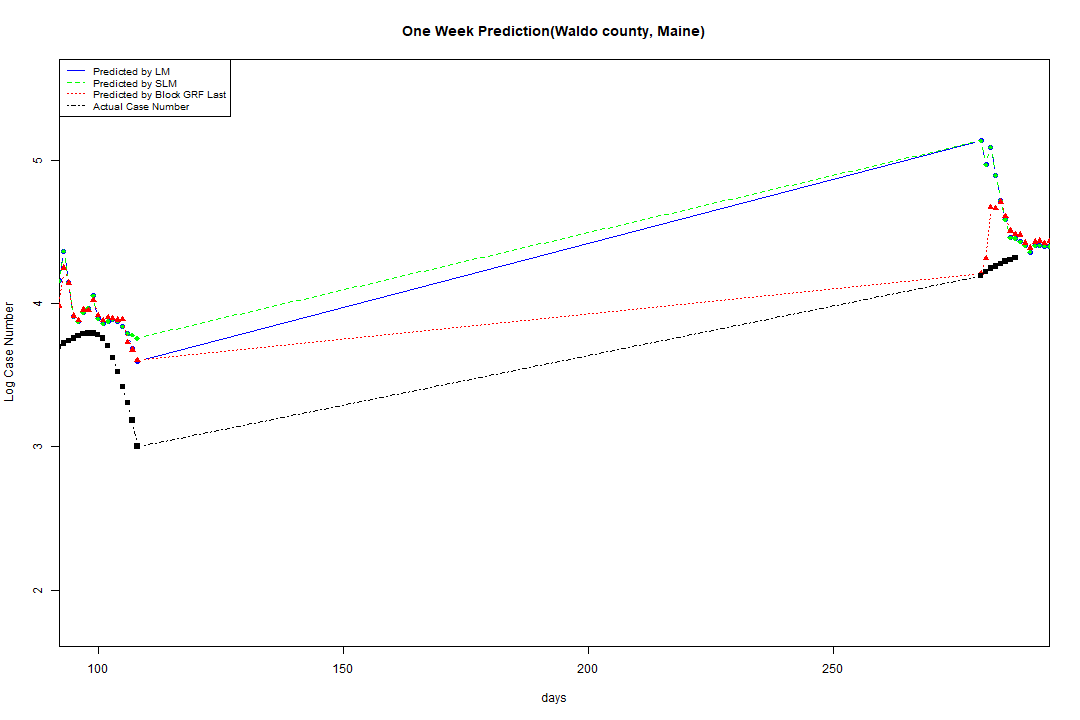 One Week Prediction(Waldo county, Maine)
Predicted by LM
Predicted by SLM
Predicted by Block GRF Last
Actual Case Number
5
4
3
2
Log Case Number
100 150 200 250
days